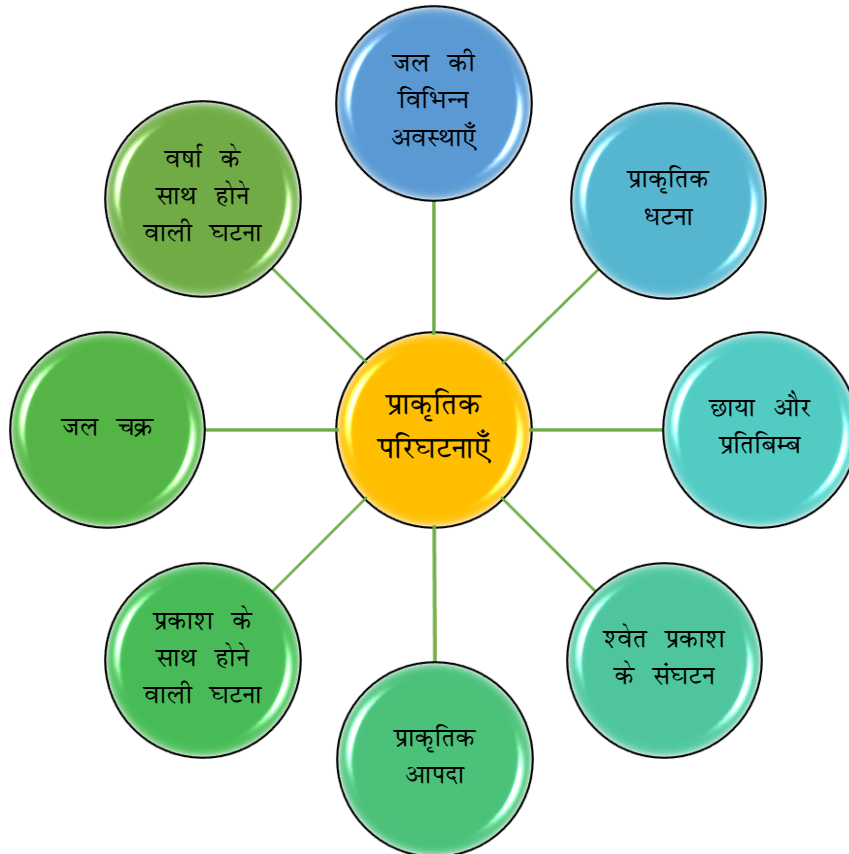 जल की
विभिन्न
अवस्थाएँ
प्राकृतिक
धटना
छाया और
प्रतिबिम्ब
श्वेत प्रकाश
के संघटन
प्राकृतिक
आपदा
प्रकाश के
साथ होने
वाली घटना
जल चक्र
वर्षा के
साथ होने
वाली घटना
प्राकृतिक
परिघटनाएँ